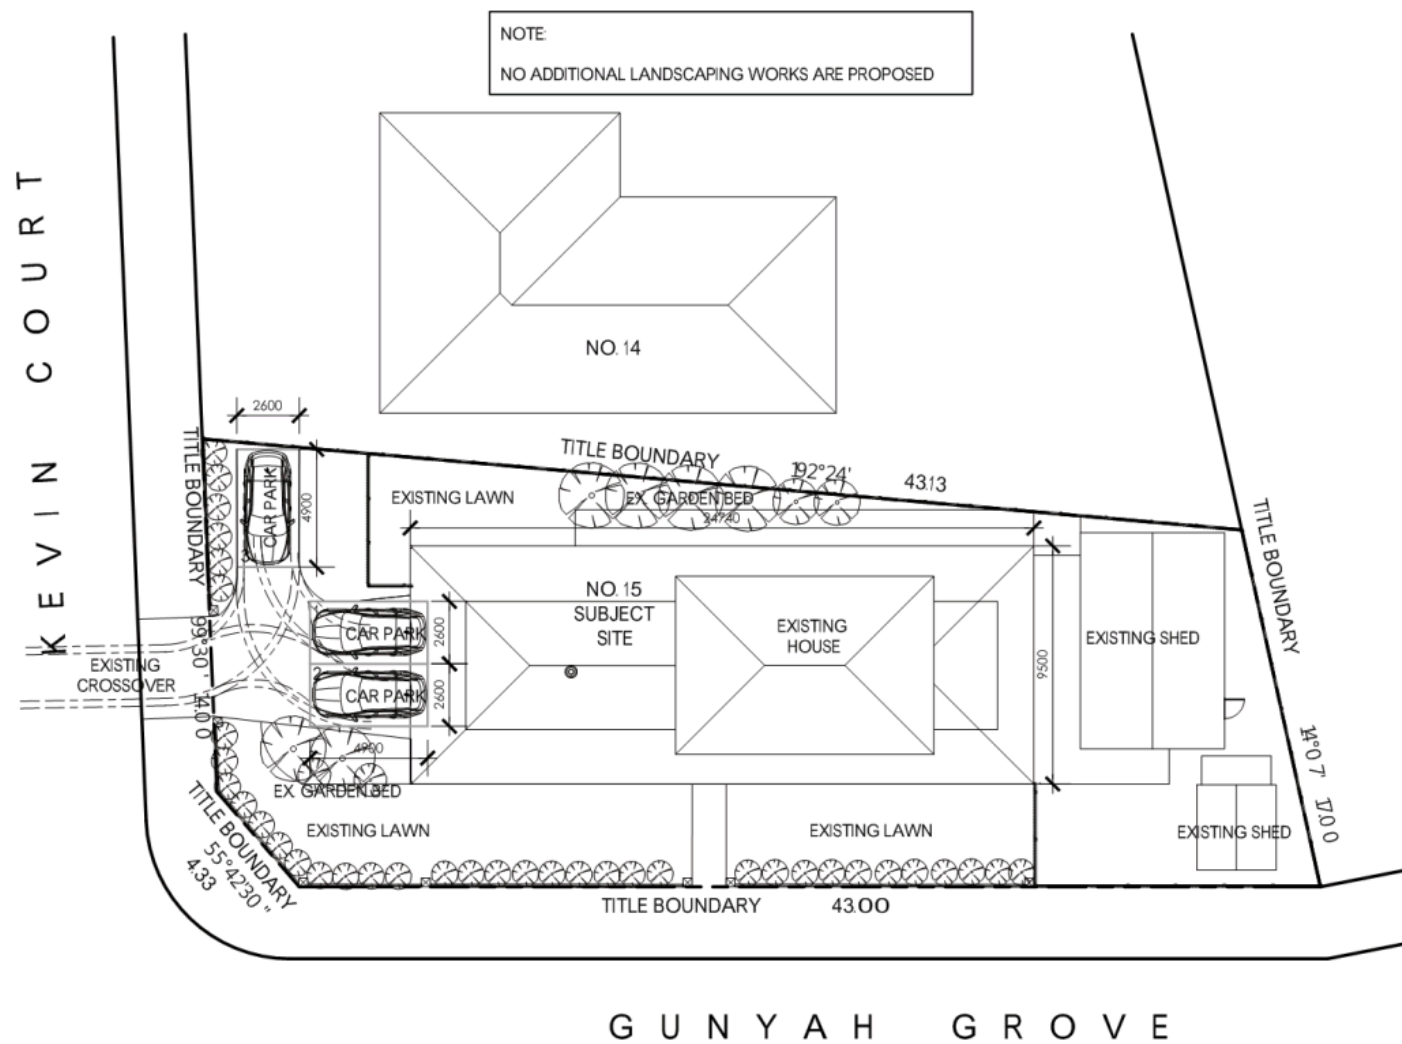 NOTE:
NO ADDITIONAL LANDSCAPING WORKS ARE PROPOSED
KEVIN COURT
NO. 14
2600
TITLE BOUNDARY
TITLE BOUNDARY
192°24'
43.13
EXISTING LAWN
EX. GARDEN BED
24740
4900
CAR PARK
3
TITLE BOUNDARY
NO. 15
SUBJECT
SITE
EXISTING
HOUSE
EXISTING SHED
1
CAR PARK
2600
99°30' 14.00
EXISTING
CROSSOVER
2
CAR PARK
2600
9500
4900
EX. GARDEN BED
14°07' 17.00
TITLE BOUNDARY
55°42'30"
4.33
EXISTING LAWN
EXISTING LAWN
EXISTING SHED
TITLE BOUNDARY
43.00
GUNYAH GROVE